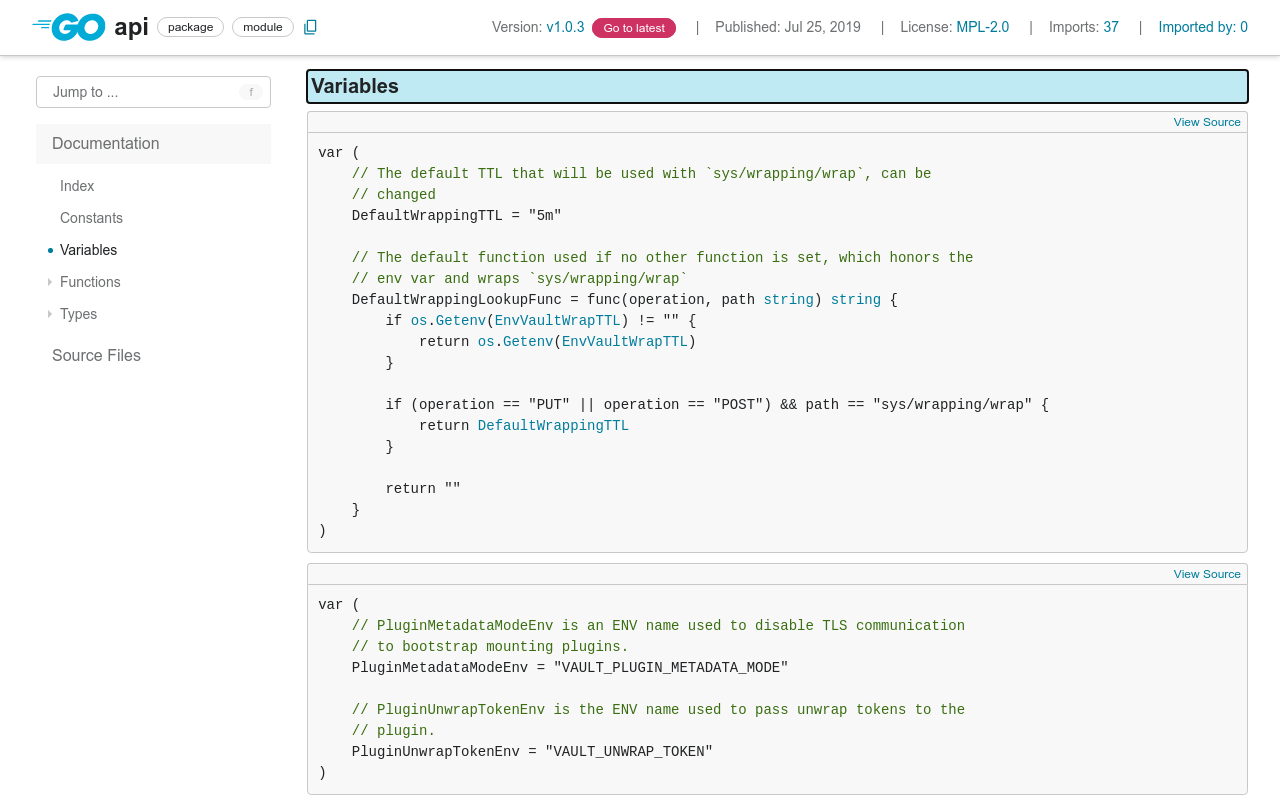 GO api package module Version: v1.0.3 Go to latest | Published: Jul 25, 2019 | License: MPL-2.0 | Imports: 37 | Imported by: 0
Jump to ... f
Documentation
Index
Constants
Variables
Functions
Types
Source Files
Variables
View Source
var (
    // The default TTL that will be used with `sys/wrapping/wrap`, can be
    // changed
    DefaultWrappingTTL = "5m"
    // The default function used if no other function is set, which honors the
    // env var and wraps `sys/wrapping/wrap`
    DefaultWrappingLookupFunc = func(operation, path string) string {
        if os.Getenv(EnvVaultWrapTTL) != "" {
            return os.Getenv(EnvVaultWrapTTL)
        }
        if (operation == "PUT" || operation == "POST") && path == "sys/wrapping/wrap" {
            return DefaultWrappingTTL
        }
        return ""
    }
)
View Source
var (
    // PluginMetadataModeEnv is an ENV name used to disable TLS communication
    // to bootstrap mounting plugins.
    PluginMetadataModeEnv = "VAULT_PLUGIN_METADATA_MODE"
    // PluginUnwrapTokenEnv is the ENV name used to pass unwrap tokens to the
    // plugin.
    PluginUnwrapTokenEnv = "VAULT_UNWRAP_TOKEN"
)